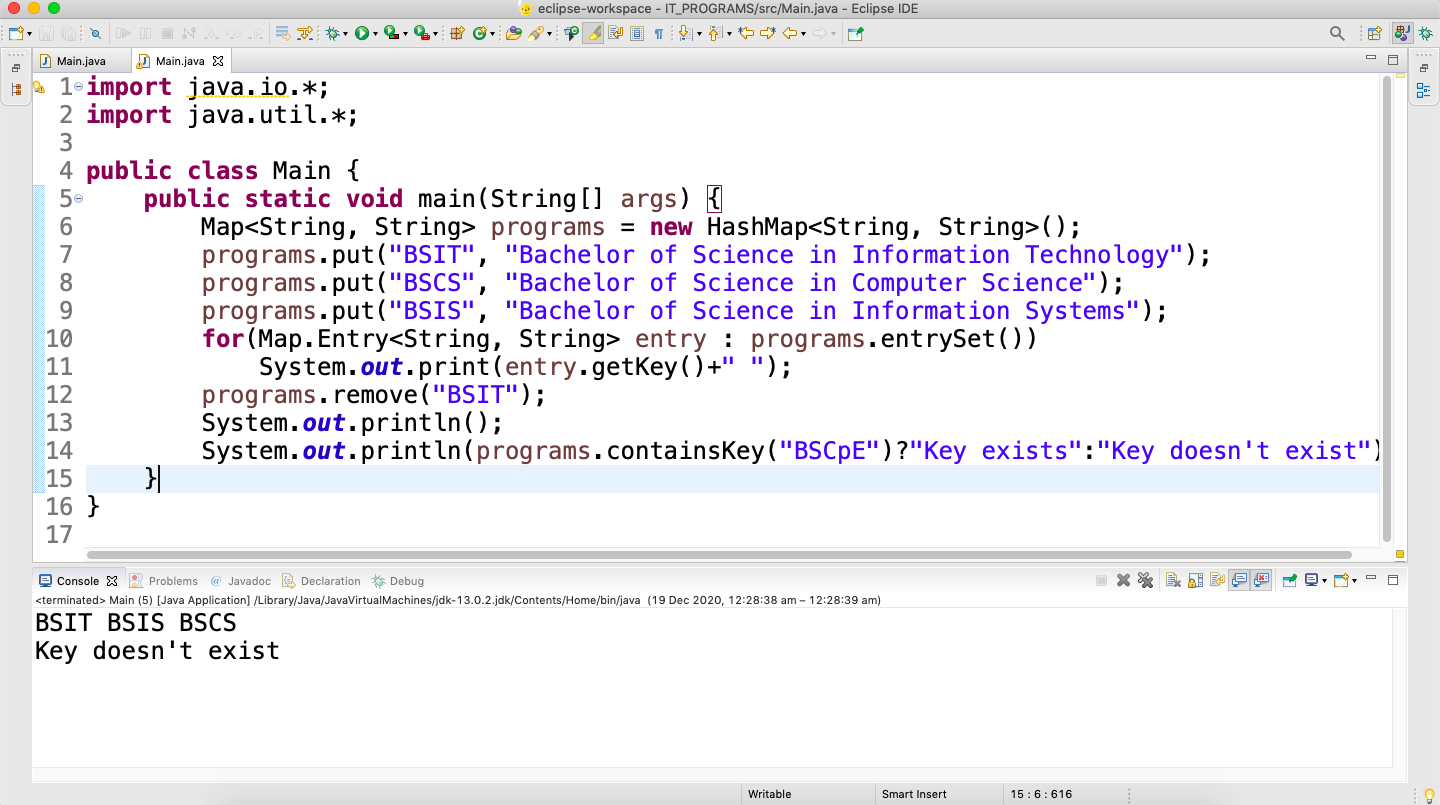 eclipse-workspace - IT_PROGRAMS/src/Main.java - Eclipse IDE
Main.java
Main.java
1 import java.io.*;
2 import java.util.*;
3
4 public class Main {
5 public static void main(String[] args) {
6 Map<String, String> programs = new HashMap<String, String>();
7 programs.put("BSIT", "Bachelor of Science in Information Technology");
8 programs.put("BSCS", "Bachelor of Science in Computer Science");
9 programs.put("BSIS", "Bachelor of Science in Information Systems");
10 for(Map.Entry<String, String> entry : programs.entrySet())
11 System.out.print(entry.getKey()+" ");
12 programs.remove("BSIT");
13 System.out.println();
14 System.out.println(programs.containsKey("BSCpE")?"Key exists":"Key doesn't exist")
15 }
16 }
17
Console Problems @ Javadoc Declaration Debug
<terminated> Main (5) [Java Application] /Library/Java/JavaVirtualMachines/jdk-13.0.2.jdk/Contents/Home/bin/java (19 Dec 2020, 12:28:38 am – 12:28:39 am)
BSIT BSIS BSCS
Key doesn't exist
Writable Smart Insert 15 : 6 : 616